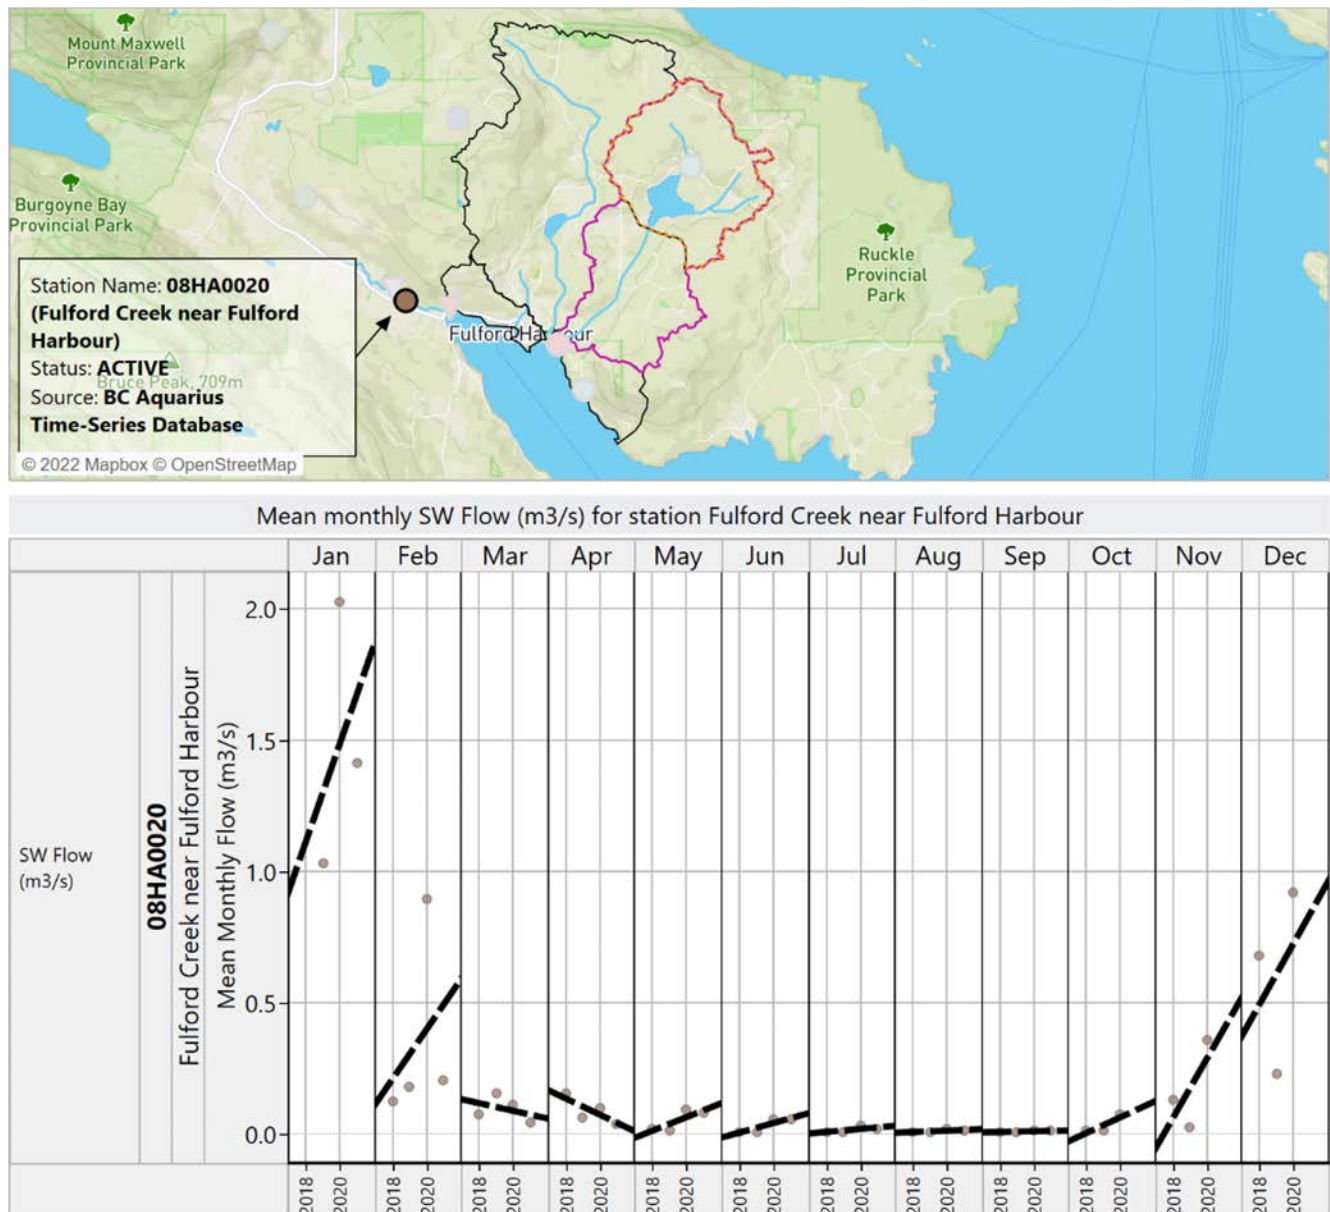 Mount Maxwell
Provincial Park
Burgoyne Bay
Provincial Park
Ruckle
Provincial
Park
Station Name: 08HA0020
(Fulford Creek near Fulford
Harbour)
Status: ACTIVE
Bruce Peak, 709m
Source: BC Aquarius
Time-Series Database
Fulford Harbour
© 2022 Mapbox © OpenStreetMap
Mean monthly SW Flow (m3/s) for station Fulford Creek near Fulford Harbour
Jan Feb Mar Apr May Jun Jul Aug Sep Oct Nov Dec
SW Flow
(m3/s)
08HA0020
Fulford Creek near Fulford Harbour
Mean Monthly Flow (m3/s)
2.0
1.5
1.0
0.5
0.0
2018 2020 2018 2020 2018 2020 2018 2020 2018 2020 2018 2020 2018 2020 2018 2020 2018 2020 2018 2020 2018 2020 2018 2020